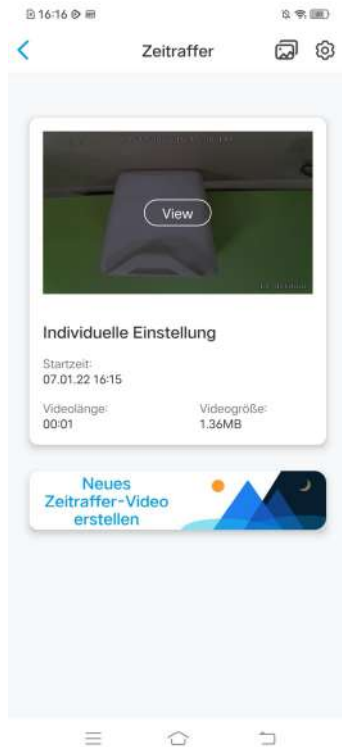 16:16
Zeitraffer
View
Individuelle Einstellung
Startzeit:
07.01.22 16:15
Videolänge: Videogröße:
00:01 1.36MB
Neues
Zeitraffer-Video
erstellen